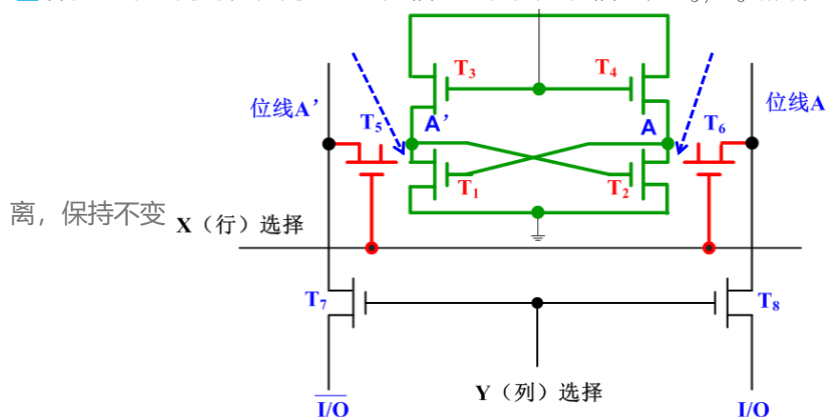 T₃
T₄
位线A'
位线A
T₅
A'
A
T₆
T₁
T₂
离，保持不变
X（行）选择
T₇
T₈
Y（列）选择
I/O
I/O